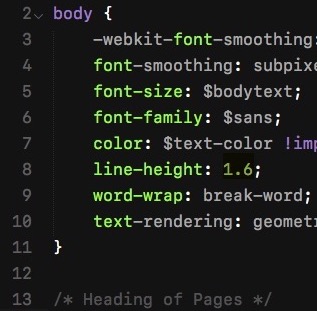 2 body {
3 -webkit-font-smoothing:
4 font-smoothing: subpixe
5 font-size: $bodytext;
6 font-family: $sans;
7 color: $text-color !imp
8 line-height: 1.6;
9 word-wrap: break-word;
10 text-rendering: geometr
11 }
12
13 /* Heading of Pages */